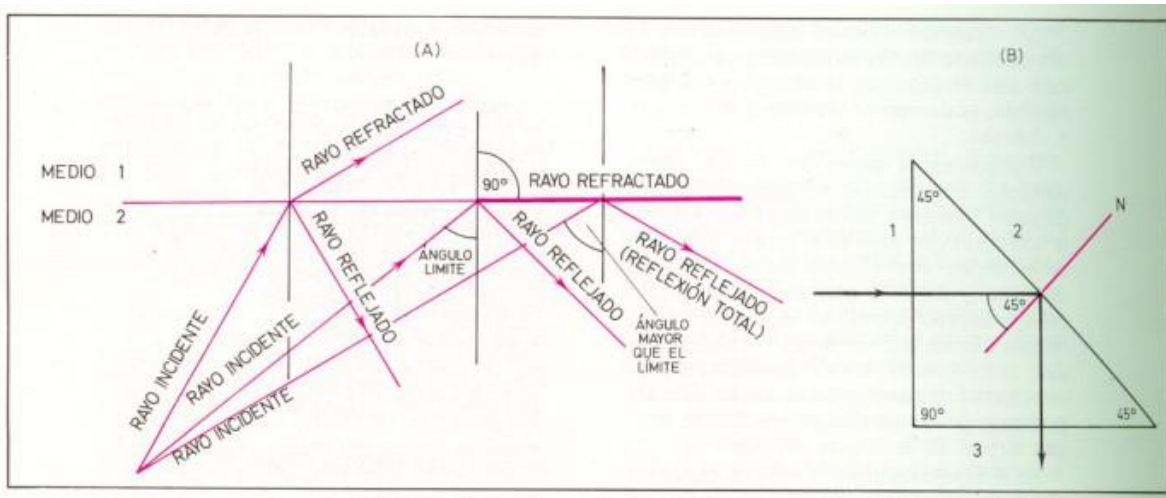 (A)
(B)
MEDIO 1
MEDIO 2
RAYO REFRACTADO
90°
RAYO REFRACTADO
RAYO INCIDENTE
RAYO REFLEJADO
RAYO INCIDENTE
ÁNGULO
LIMITE
RAYO REFLEJADO
RAYO INCIDENTE
ÁNGULO
MAYOR
QUE EL
LÍMITE
RAYO REFLEJADO
(REFLEXIÓN TOTAL)
45°
1
2
N
45°
90°
45°
3